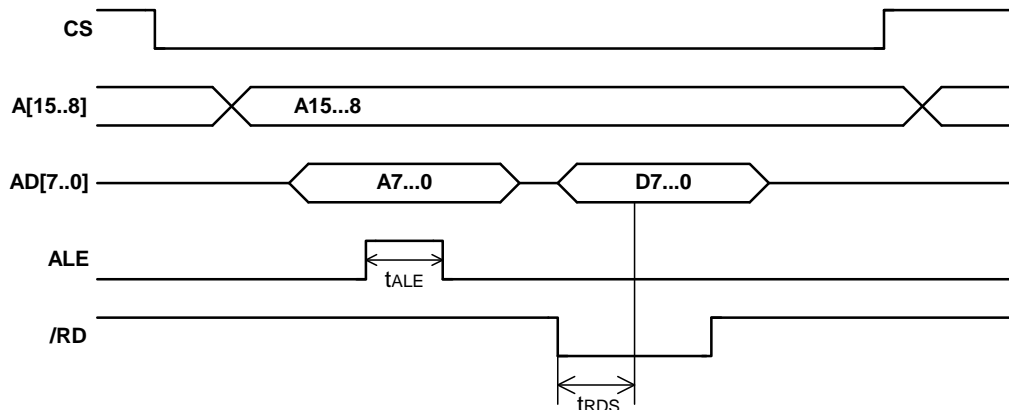 CS
A[15..8] A15...8
AD[7..0] A7...0 D7...0
ALE
tALE
/RD
tRDS